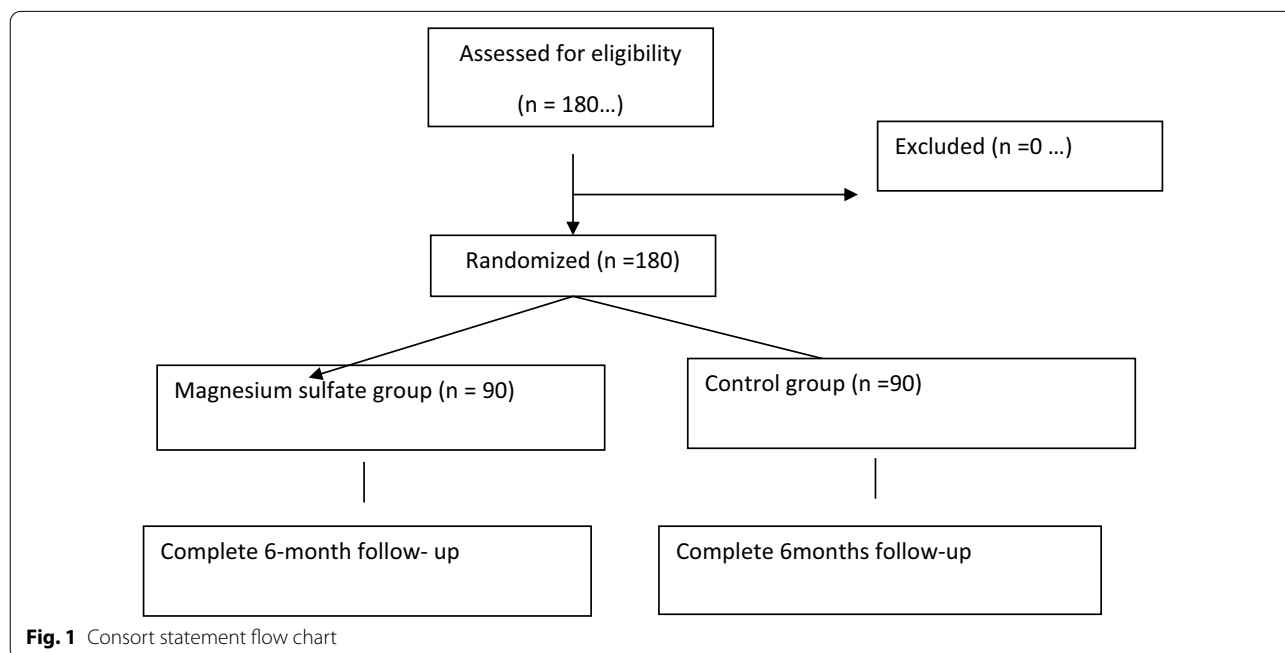 Assessed for eligibility
(n = 180...)
Excluded (n =0 ...)
Randomized (n =180)
Magnesium sulfate group (n = 90)
Control group (n =90)
Complete 6-month follow- up
Complete 6months follow-up
Fig. 1 Consort statement flow chart